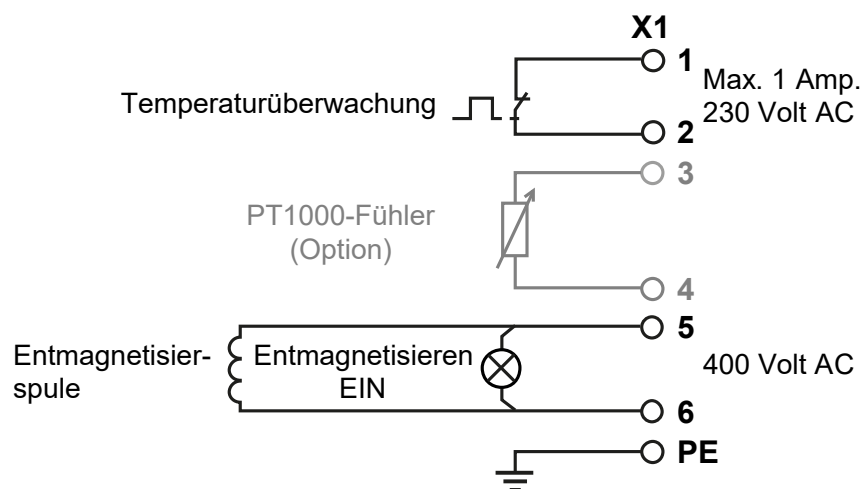 X1
1
Max. 1 Amp.
230 Volt AC
Temperaturüberwachung
2
3
PT1000-Fühler
(Option)
4
5
Entmagnetisier-
spule
Entmagnetisieren
EIN
400 Volt AC
6
PE